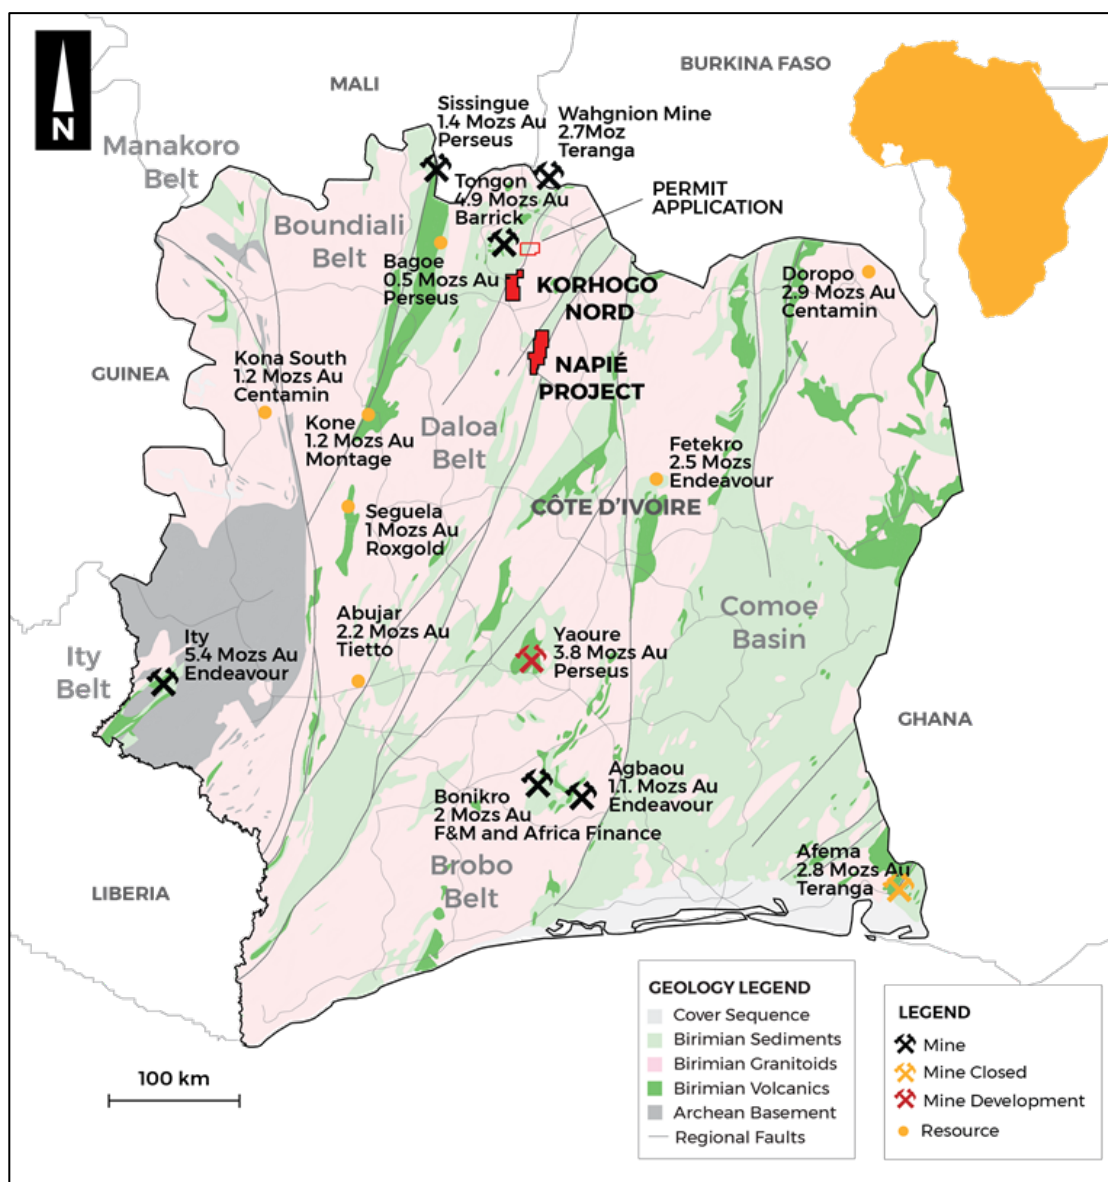 N
MALI
BURKINA FASO
Manakoro
Belt
Sissingue
1.4 Mozs Au
Perseus
Wahgnion Mine
2.7Moz
Teranga
Tongon
4.9 Mozs Au
Barrick
PERMIT
APPLICATION
Boundiali
Belt
Bagoe
0.5 Mozs Au
Perseus
KORHOGO
NORD
Doropo
2.9 Mozs Au
Centamin
GUINEA
Kona South
1.2 Mozs Au
Centamin
NAPIÉ
PROJECT
Kone
1.2 Mozs Au
Montage
Daloa
Belt
Fetekro
2.5 Mozs
Endeavour
CÔTE D'IVOIRE
Seguela
1 Mozs Au
Roxgold
Comoe
Basin
Abujar
2.2 Mozs Au
Tietto
Ity
5.4 Mozs Au
Endeavour
Ity
Belt
Yaoure
3.8 Mozs Au
Perseus
GHANA
Agbaou
1.1. Mozs Au
Endeavour
Bonikro
2 Mozs Au
F&M and Africa Finance
Brobo
Belt
Afema
2.8 Mozs Au
Teranga
LIBERIA
100 km
GEOLOGY LEGEND
Cover Sequence
Birimian Sediments
Birimian Granitoids
Birimian Volcanics
Archean Basement
Regional Faults
LEGEND
Mine
Mine Closed
Mine Development
Resource